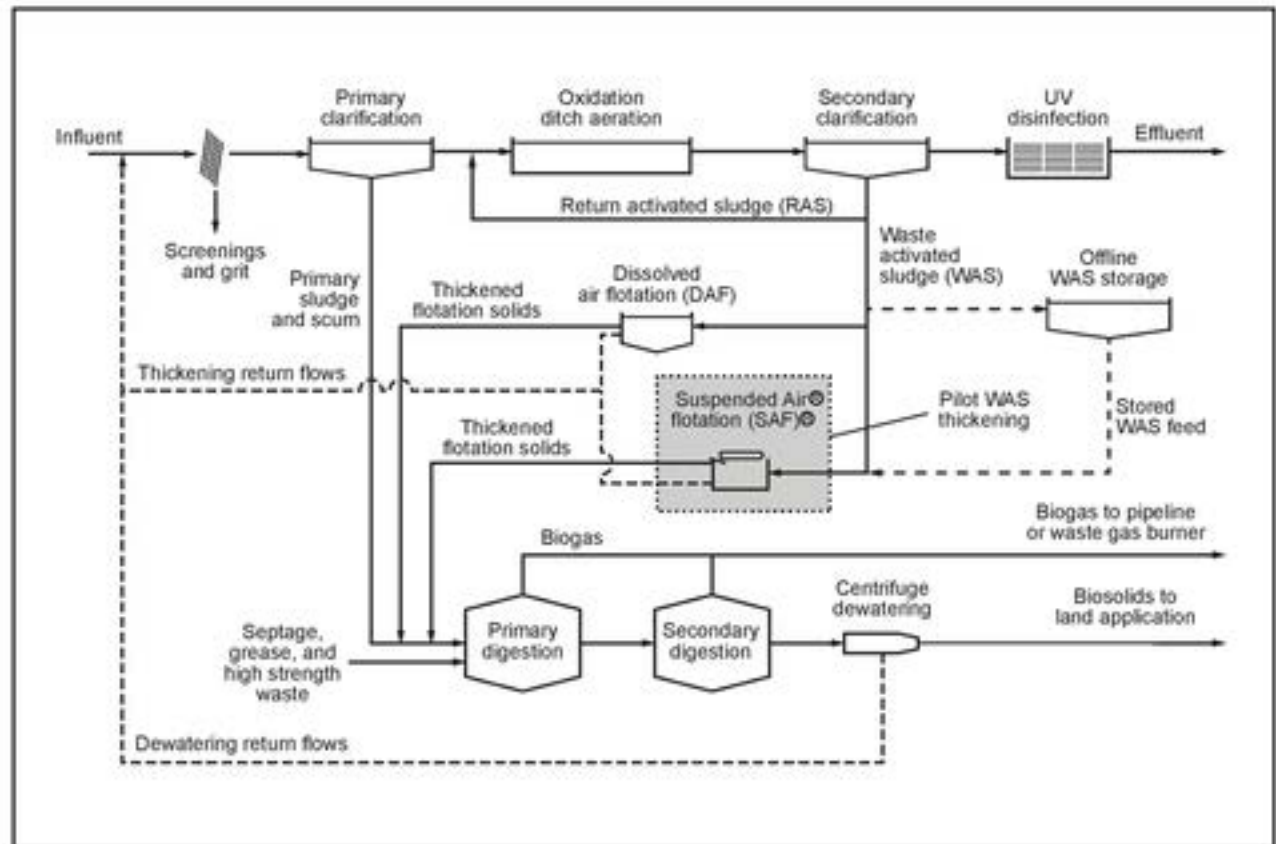 Primary
clarification
Oxidation
ditch aeration
Secondary
clarification
UV
disinfection
Influent
Effluent
Return activated sludge (RAS)
Screenings
and grit
Waste
activated
sludge (WAS)
Offline
WAS storage
Primary
sludge
and scum
Thickened
flotation solids
Dissolved
air flotation (DAF)
Thickening return flows
Suspended Air®
flotation (SAF)®
Pilot WAS
thickening
Stored
WAS feed
Thickened
flotation solids
Biogas
Biogas to pipeline
or waste gas burner
Centrifuge
dewatering
Biosolids to
land application
Primary
digestion
Secondary
digestion
Septage,
grease, and
high strength
waste
Dewatering return flows